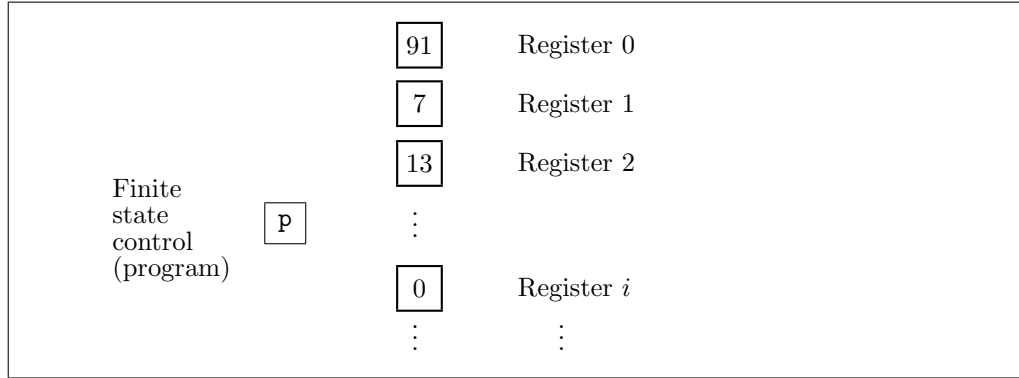 91 Register 0
7 Register 1
13 Register 2
Finite
state
control
(program)
p
⋮
0 Register i
⋮ ⋮